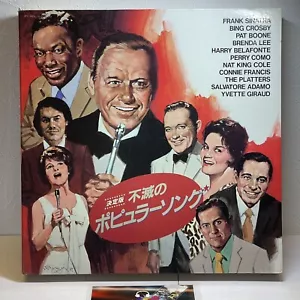 FRANK SINATRA
BING CROSBY
PAT BOONE
BRENDA LEE
HARRY BELAFONTE
PERRY COMO
NAT KING COLE
CONNIE FRANCIS
THE PLATTERS
SALVATORE ADAMO
YVETTE GIRAUD
決定版
不滅の
ポピュラーソング